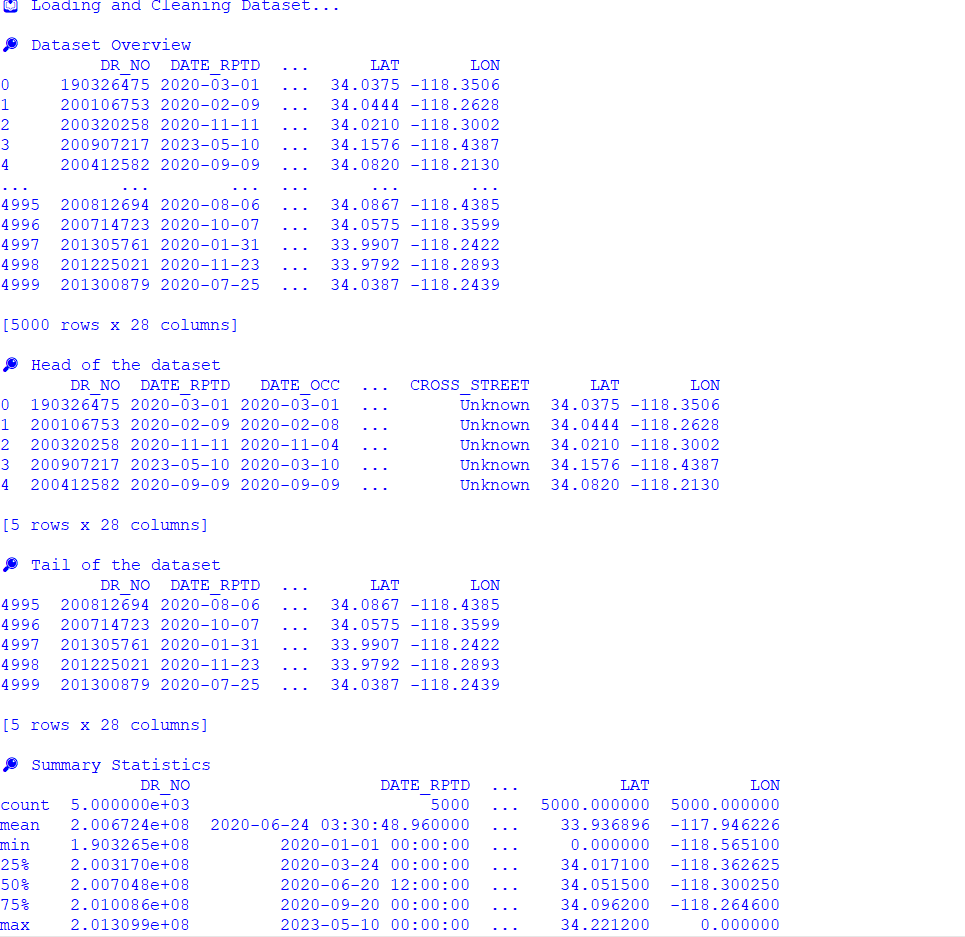 Loading and Cleaning Dataset...
Dataset Overview
DR_NO DATE_RPTD ... LAT LON
0 190326475 2020-03-01 ... 34.0375 -118.3506
1 200106753 2020-02-09 ... 34.0444 -118.2628
2 200320258 2020-11-11 ... 34.0210 -118.3002
3 200907217 2023-05-10 ... 34.1576 -118.4387
4 200412582 2020-09-09 ... 34.0820 -118.2130
... ... ... ... ... ...
4995 200812694 2020-08-06 ... 34.0867 -118.4385
4996 200714723 2020-10-07 ... 34.0575 -118.3599
4997 201305761 2020-01-31 ... 33.9907 -118.2422
4998 201225021 2020-11-23 ... 33.9792 -118.2893
4999 201300879 2020-07-25 ... 34.0387 -118.2439
[5000 rows x 28 columns]
Head of the dataset
DR_NO DATE_RPTD DATE_OCC ... CROSS_STREET LAT LON
0 190326475 2020-03-01 2020-03-01 ... Unknown 34.0375 -118.3506
1 200106753 2020-02-09 2020-02-08 ... Unknown 34.0444 -118.2628
2 200320258 2020-11-11 2020-11-04 ... Unknown 34.0210 -118.3002
3 200907217 2023-05-10 2020-03-10 ... Unknown 34.1576 -118.4387
4 200412582 2020-09-09 2020-09-09 ... Unknown 34.0820 -118.2130
[5 rows x 28 columns]
Tail of the dataset
DR_NO DATE_RPTD ... LAT LON
4995 200812694 2020-08-06 ... 34.0867 -118.4385
4996 200714723 2020-10-07 ... 34.0575 -118.3599
4997 201305761 2020-01-31 ... 33.9907 -118.2422
4998 201225021 2020-11-23 ... 33.9792 -118.2893
4999 201300879 2020-07-25 ... 34.0387 -118.2439
[5 rows x 28 columns]
Summary Statistics
DR_NO DATE_RPTD ... LAT LON
count 5.000000e+03 5000 ... 5000.000000 5000.000000
mean 2.006724e+08 2020-06-24 03:30:48.960000 ... 33.936896 -117.946226
min 1.903265e+08 2020-01-01 00:00:00 ... 0.000000 -118.565100
25% 2.003170e+08 2020-03-24 00:00:00 ... 34.017100 -118.362625
50% 2.007048e+08 2020-06-20 12:00:00 ... 34.051500 -118.300250
75% 2.010086e+08 2020-09-20 00:00:00 ... 34.096200 -118.264600
max 2.013099e+08 2023-05-10 00:00:00 ... 34.221200 0.000000